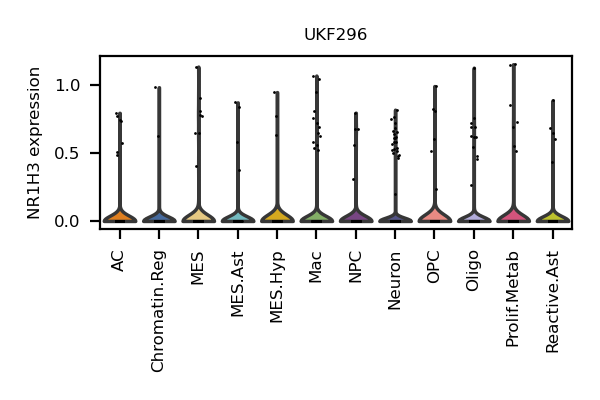 UKF296
NR1H3 expression
1.0
0.5
0.0
AC
Chromatin.Reg
MES
MES.Ast
MES.Hyp
Mac
NPC
Neuron
OPC
Oligo
Prolif.Metab
Reactive.Ast